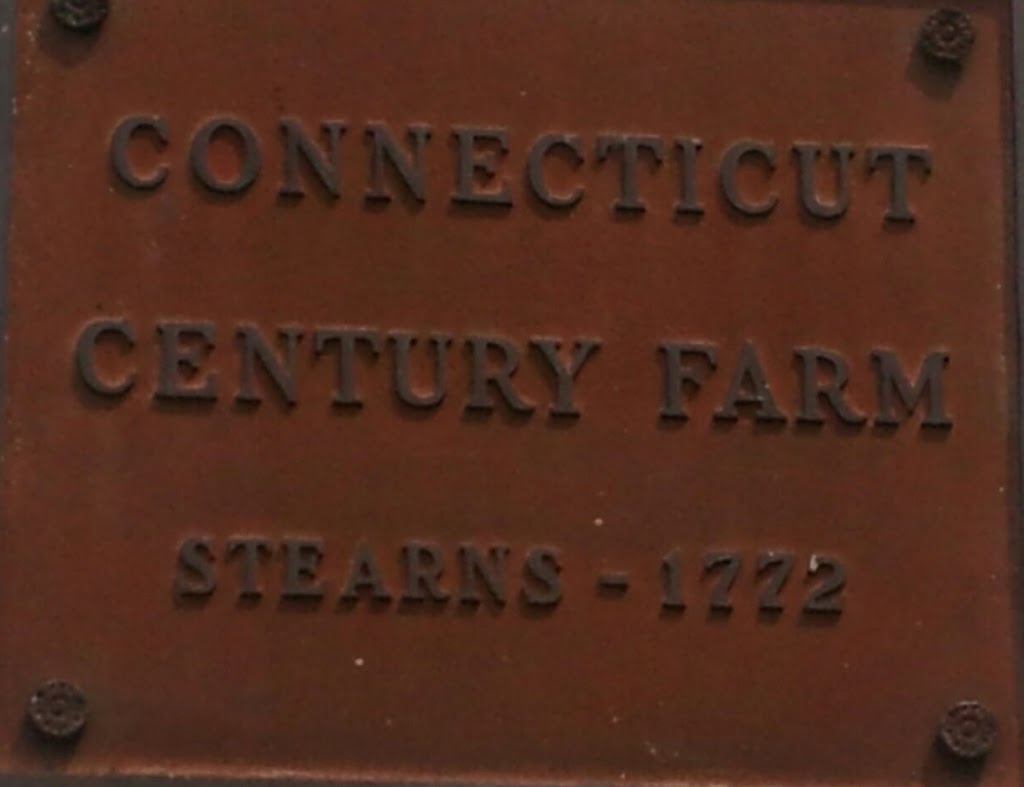 CONNECTICUT
CENTURY FARM
STEARNS - 1772